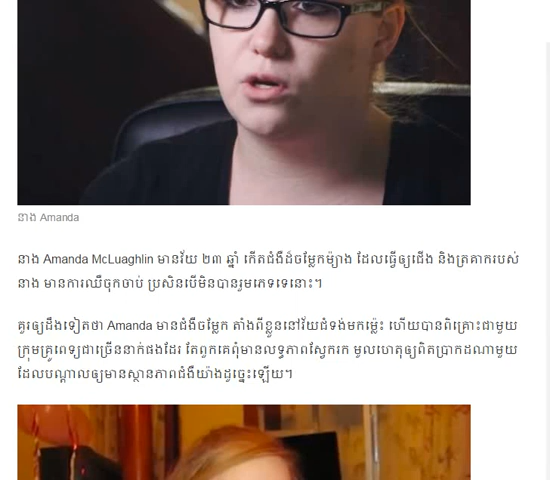 នាង Amanda
នាង Amanda McLuaghlin មានវ័យ ២៣ ឆ្នាំ កើតជំងឺដ៏ចម្លែកម៉្យាង ដែលធ្វើឲ្យជើង និងត្រគាករបស់
នាង មានការឈឺចុកចាប់ ប្រសិនបើមិនបានរួមភេទទេនោះ។
គួរឲ្យដឹងទៀតថា Amanda មានជំងឺចម្លែក តាំងពីខ្លួននៅវ័យជំទង់មកម្ល៉េះ ហើយបានពិគ្រោះជាមួយ
ក្រុមគ្រូពេទ្យជាច្រើននាក់ផងដែរ តែពួកគេពុំមានលទ្ធភាពស្វែករក មូលហេតុឲ្យពិតប្រាកដណាមួយ
ដែលបណ្តាលឲ្យមានស្ថានភាពជំងឺយ៉ាងដូច្នេះឡើយ។